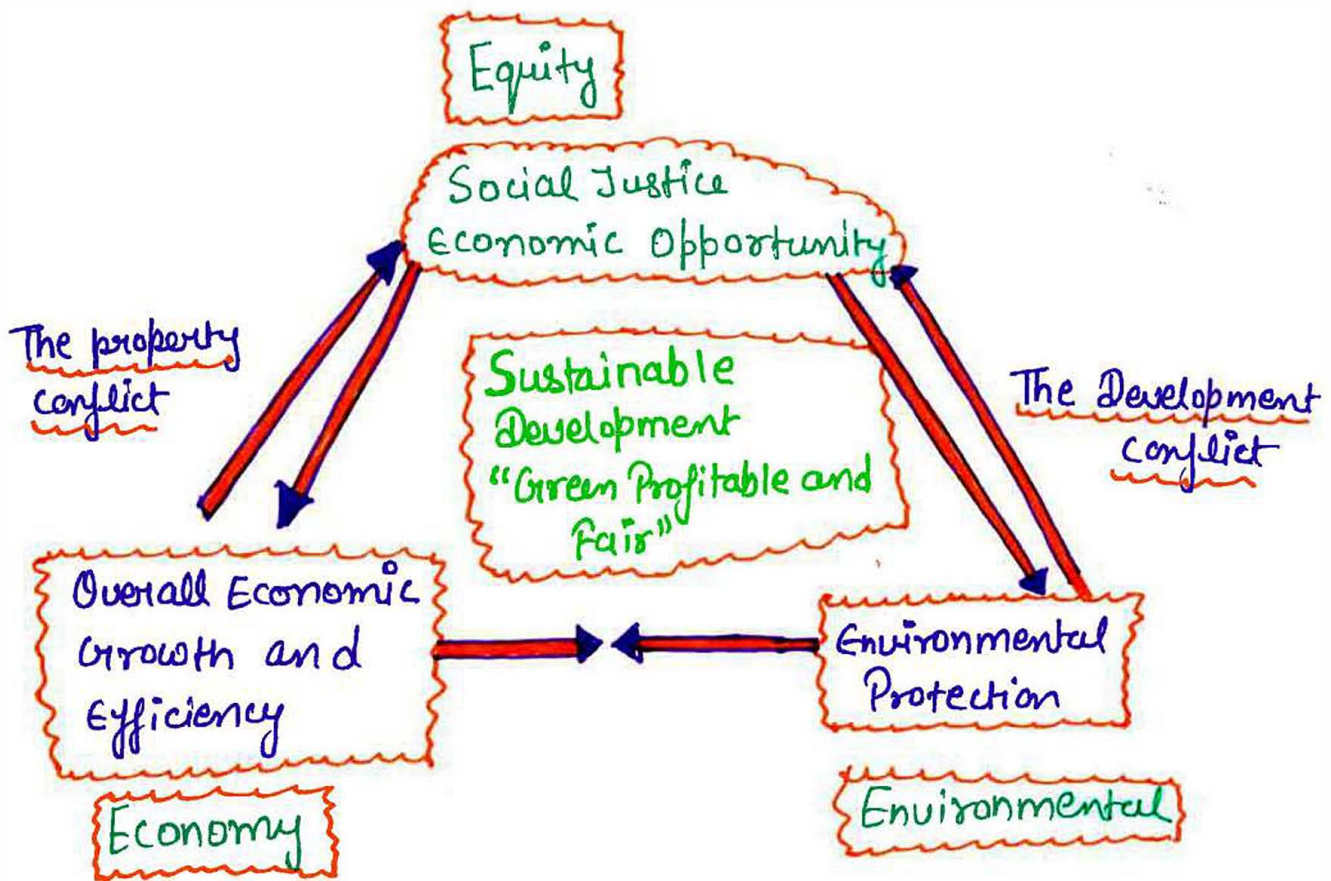 Equity
Social Justice
Economic Opportunity
The property
conflict
Sustainable
Development
"Green Profitable and
Fair"
The Development
conflict
Overall Economic
Growth and
Efficiency
Environmental
Protection
Economy
Environmental